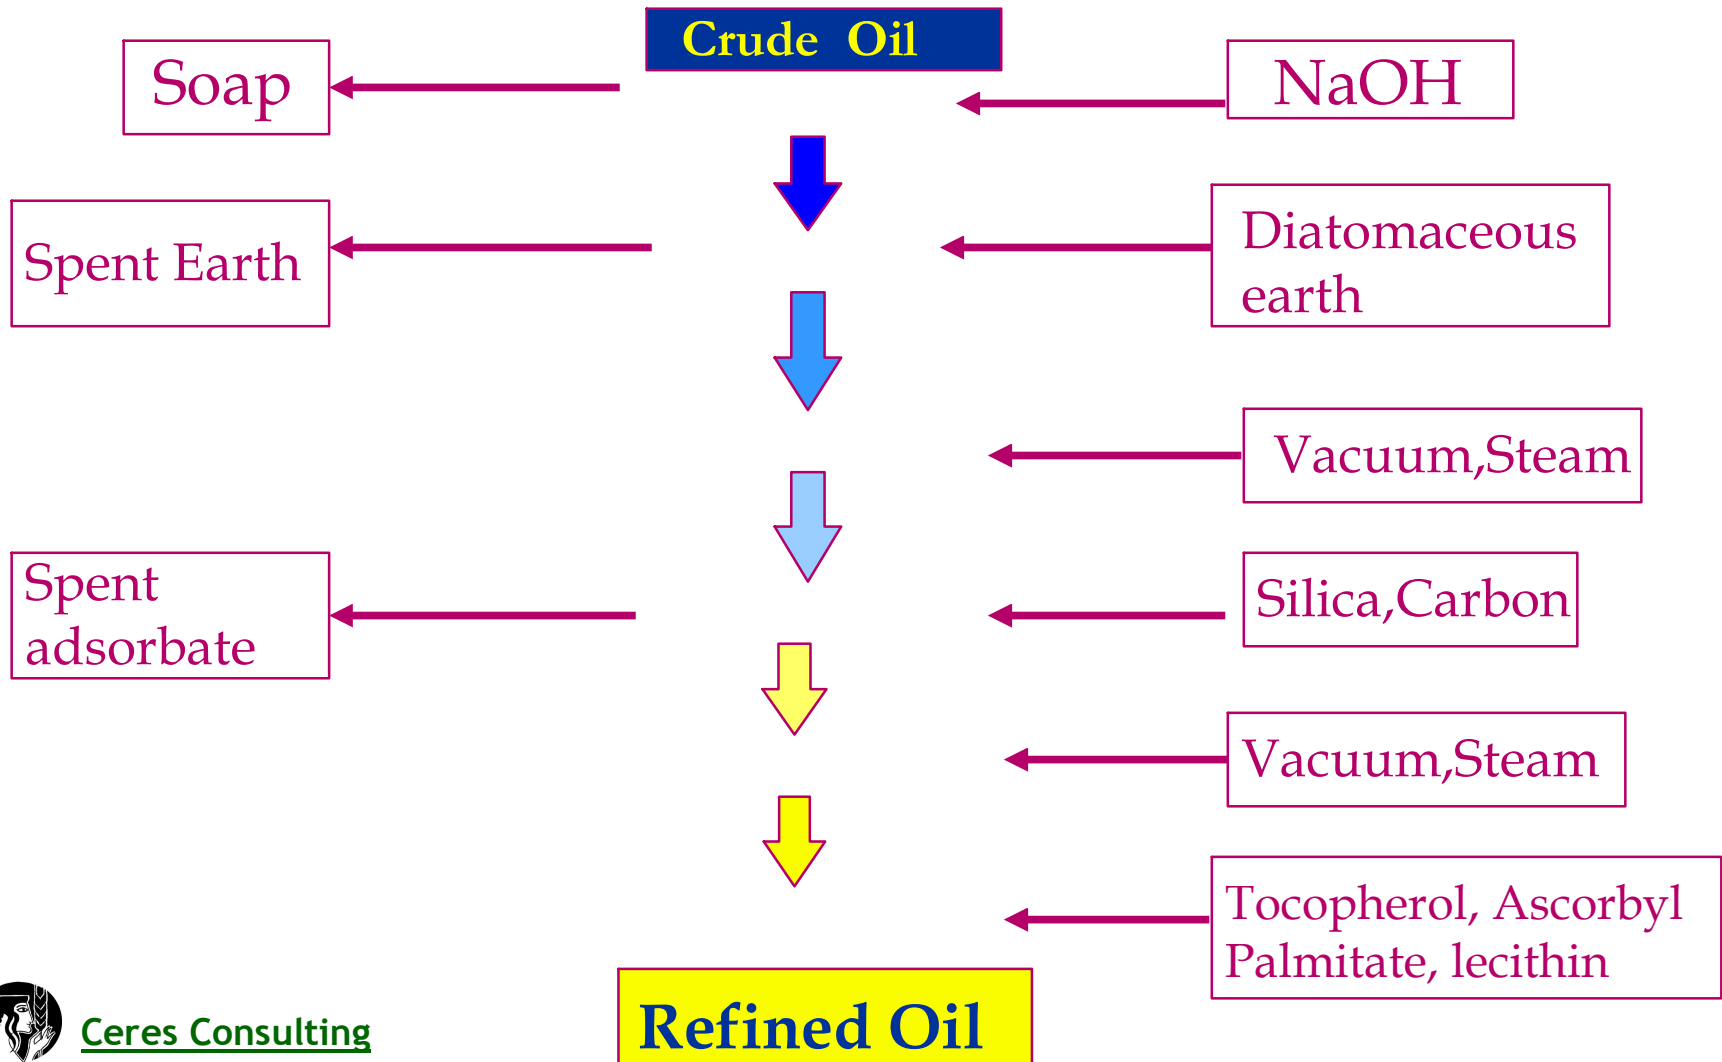 Crude Oil
Soap
NaOH
Spent Earth
Diatomaceous
earth
Vacuum,Steam
Spent
adsorbate
Silica,Carbon
Vacuum,Steam
Tocopherol, Ascorbyl
Palmitate, lecithin
Refined Oil
Ceres Consulting